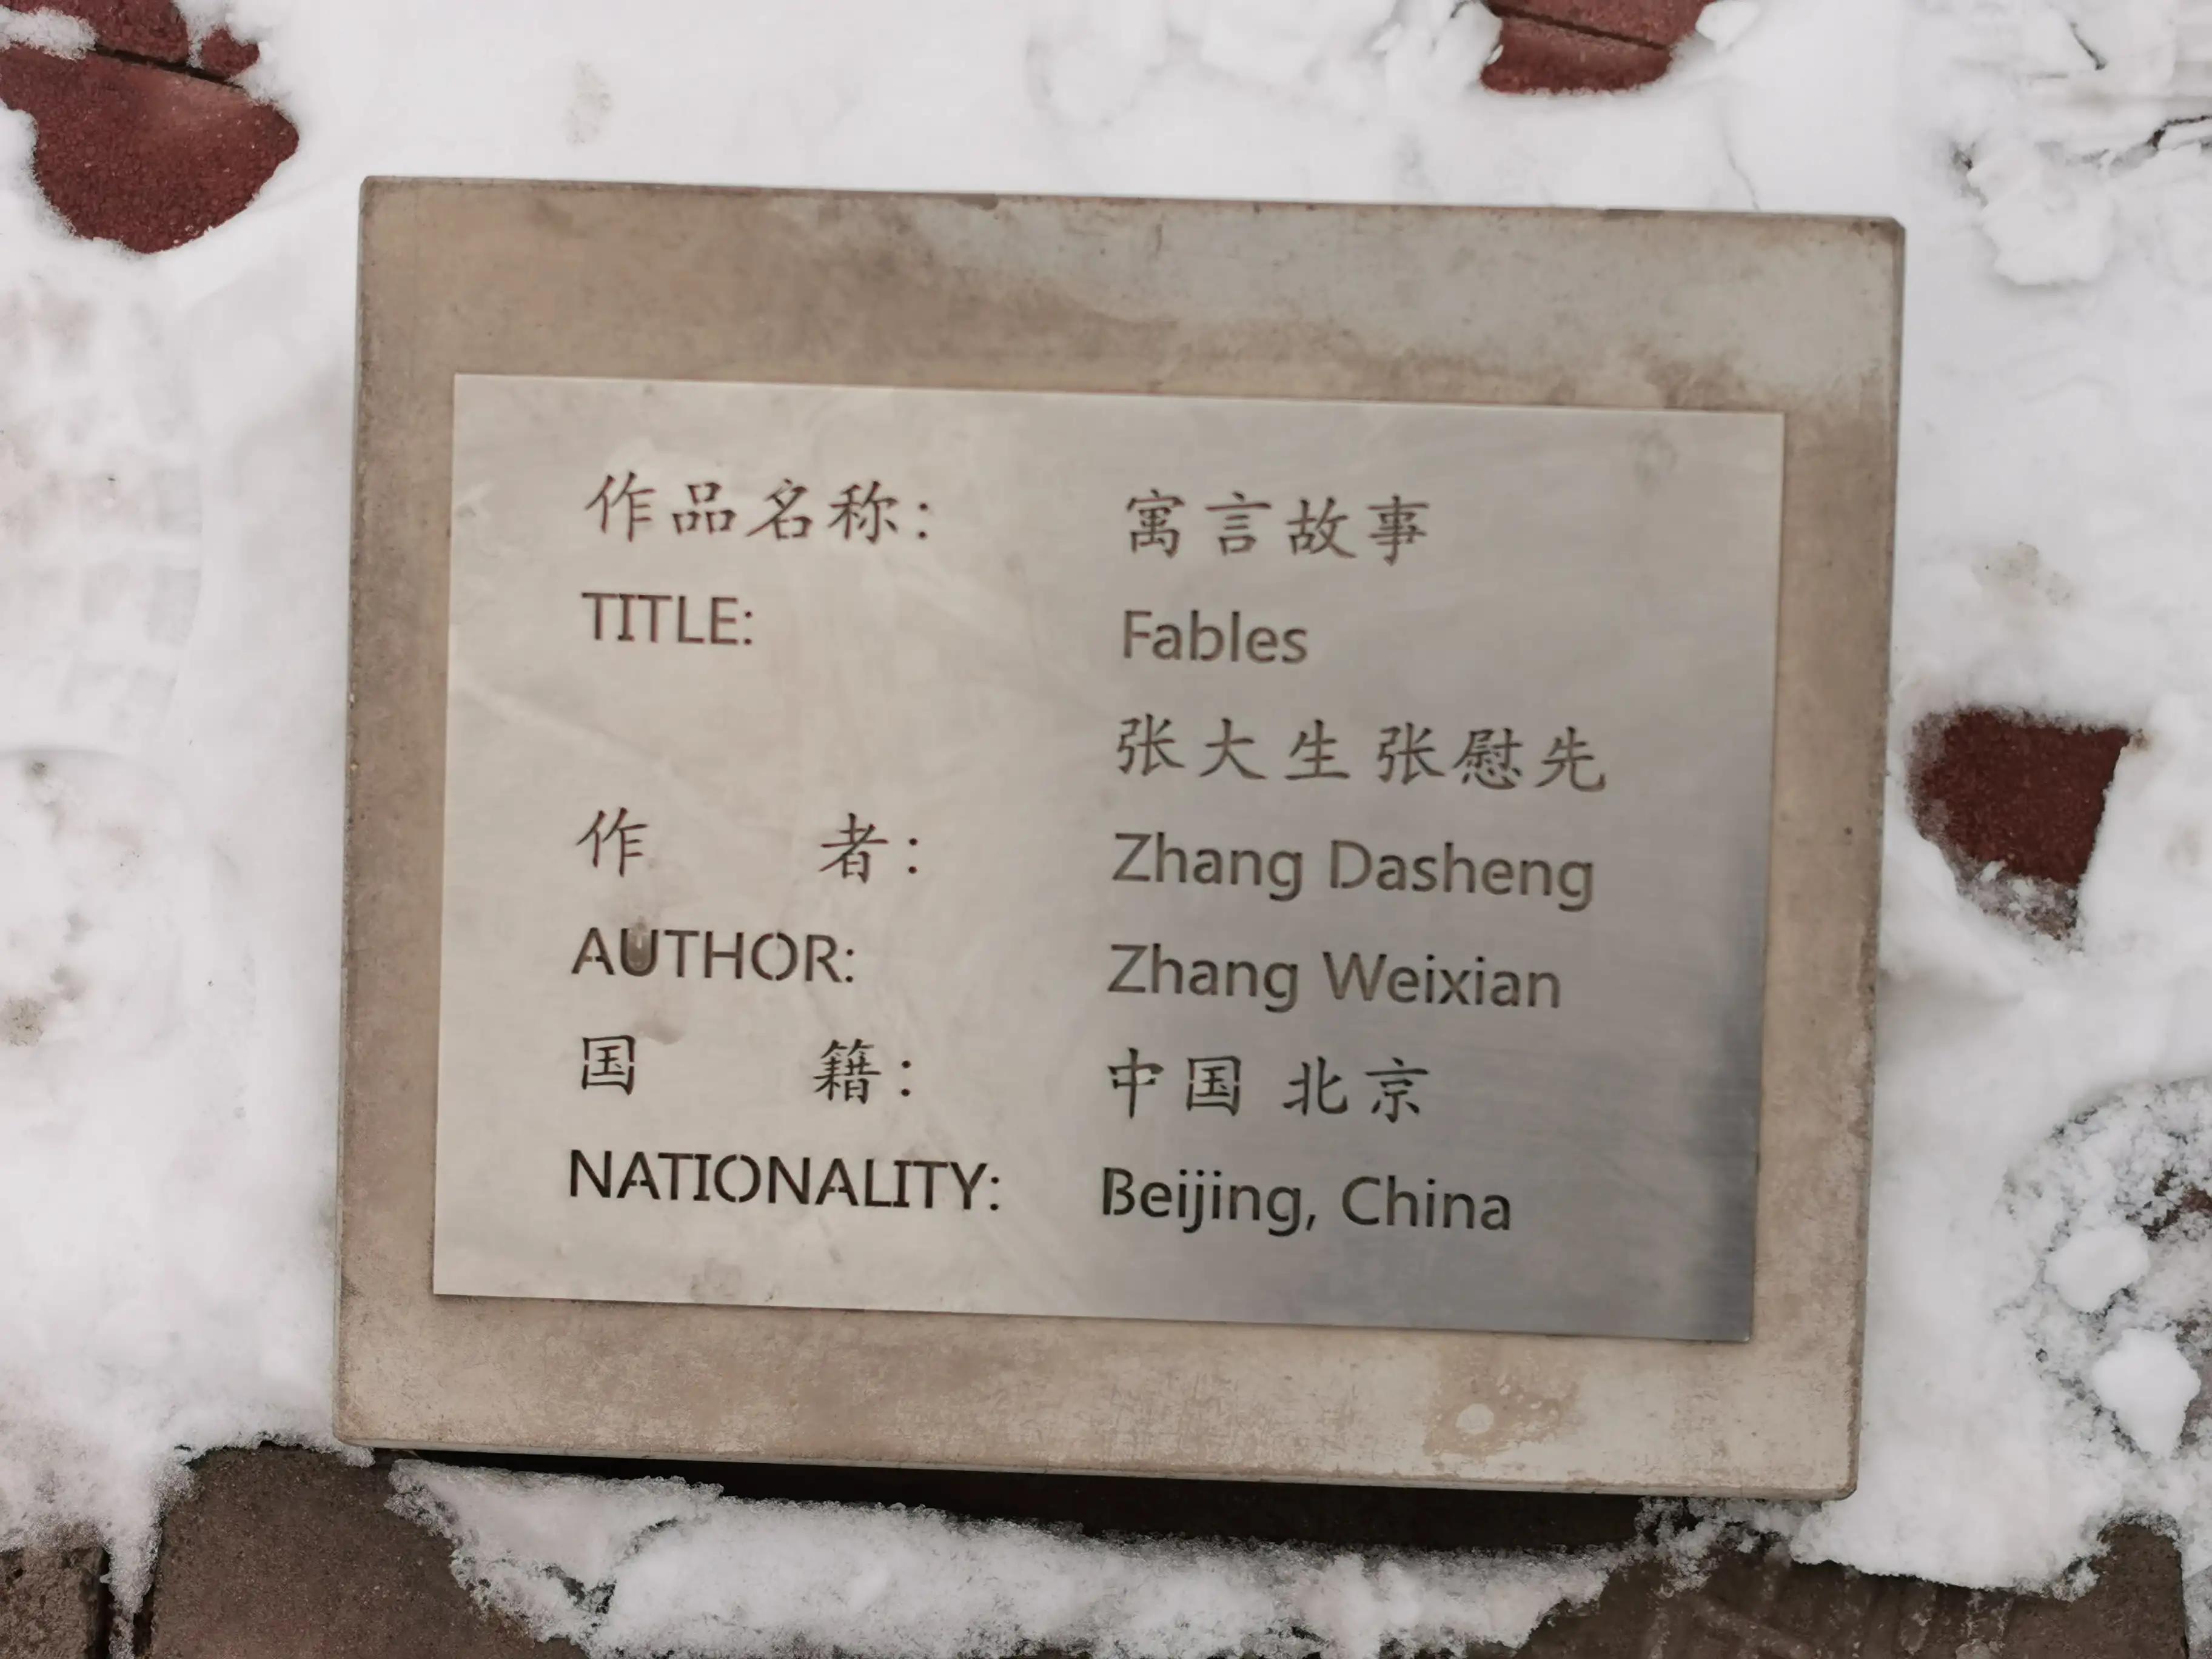 作品名称： 寓言故事
TITLE: Fables
张大生 张慰先
作 者： Zhang Dasheng
AUTHOR: Zhang Weixian
国 籍： 中国 北京
NATIONALITY: Beijing, China